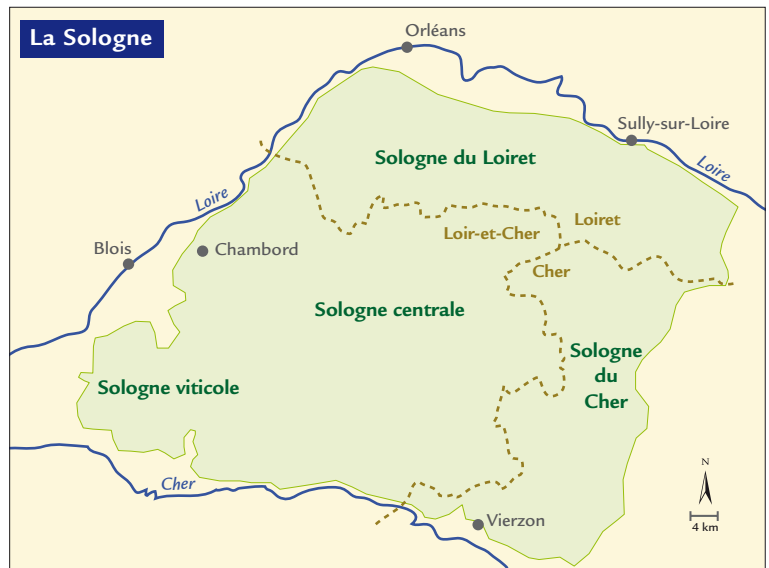 La Sologne
Orléans
Sully-sur-Loire
Loire
Sologne du Loiret
Loire
Loiret
Loir-et-Cher
Blois
Chambord
Cher
Sologne centrale
Sologne
du
Cher
Sologne viticole
Cher
N
4 km
Vierzon